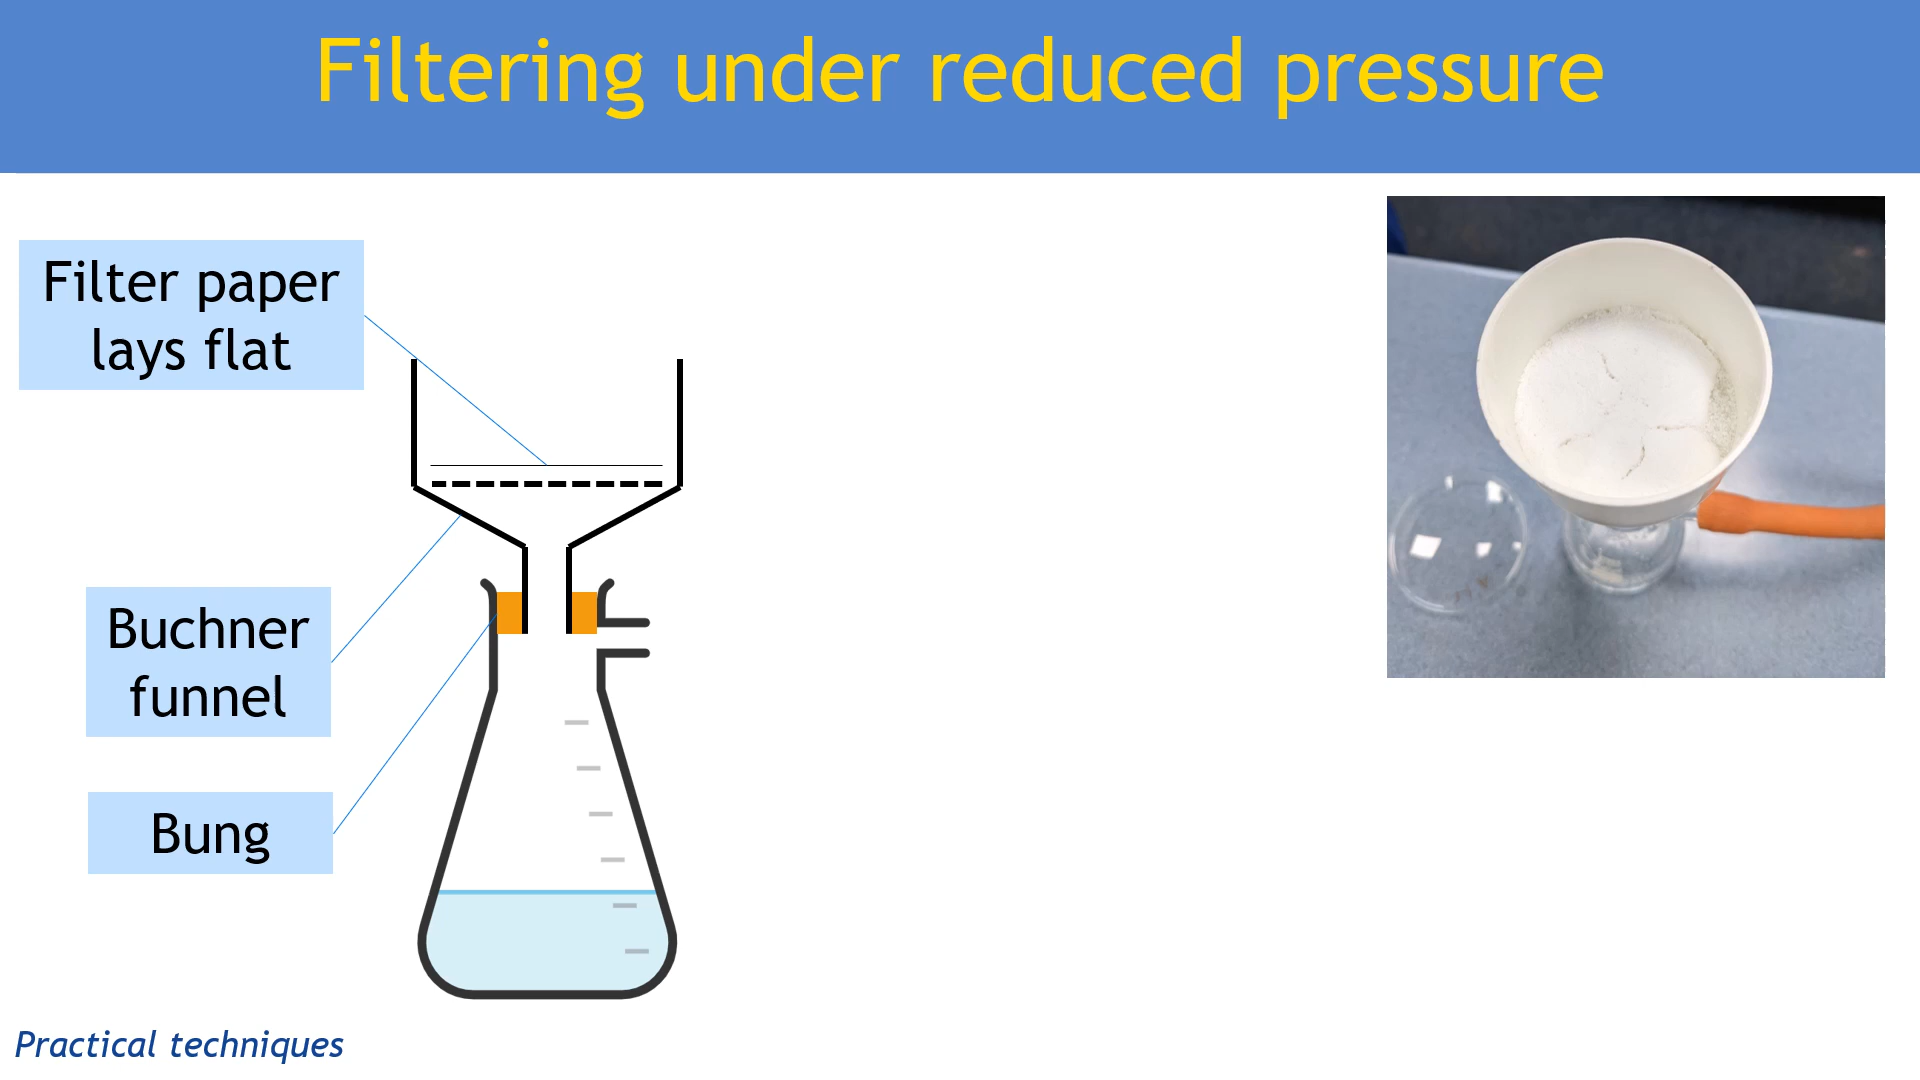 Filtering under reduced pressure
Filter paper
lays flat
Buchner
funnel
Bung
Practical techniques